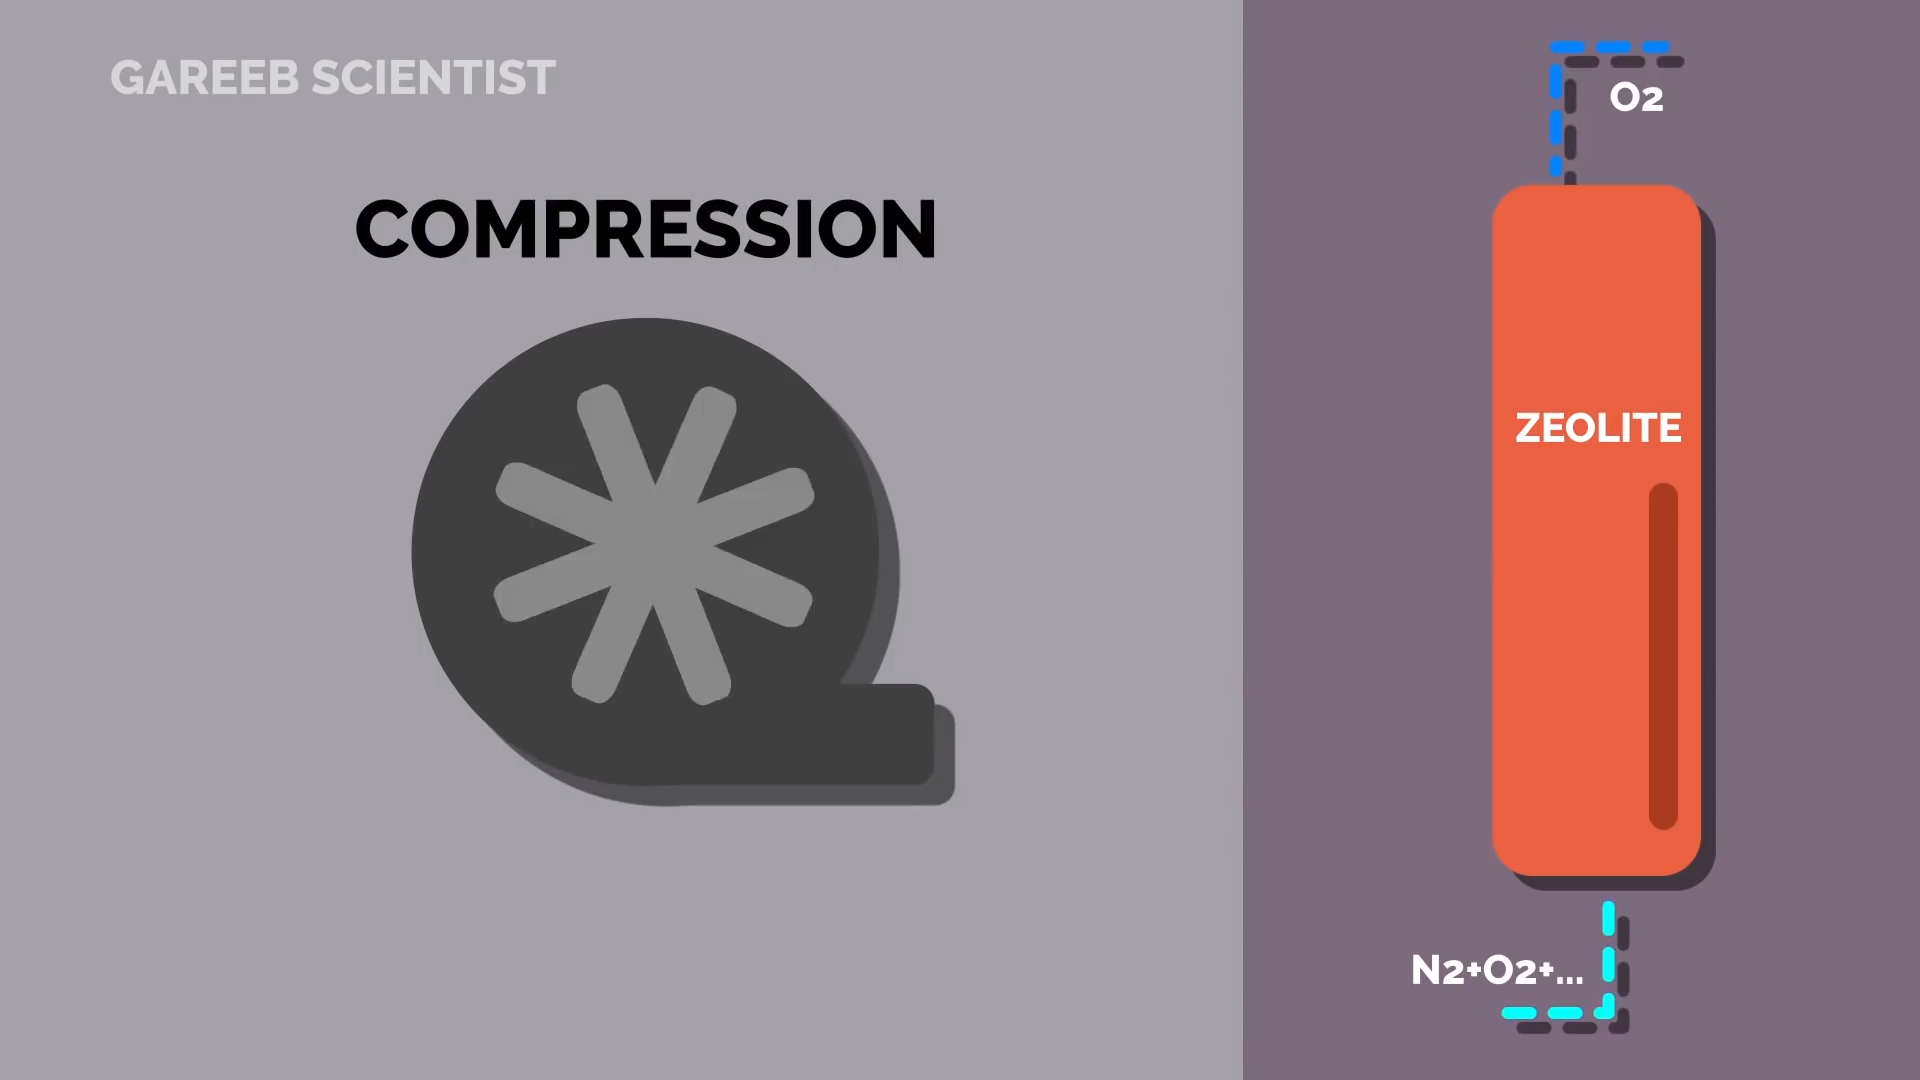 GAREEB SCIENTIST
COMPRESSION
O2
ZEOLITE
N2+O2+...